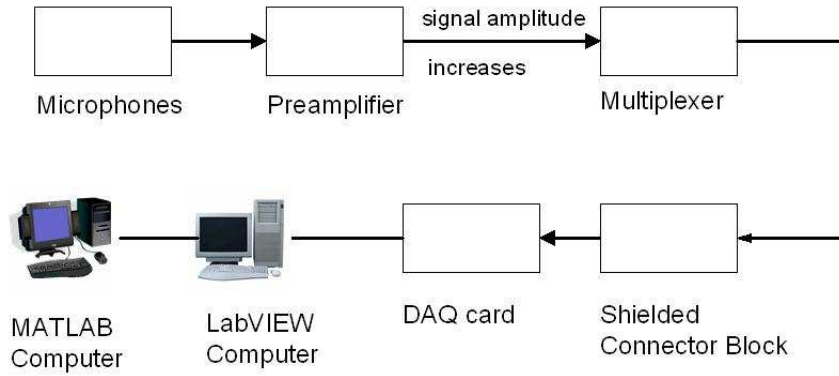 signal amplitude
increases
Microphones
Preamplifier
Multiplexer
MATLAB
Computer
LabVIEW
Computer
DAQ card
Shielded
Connector Block